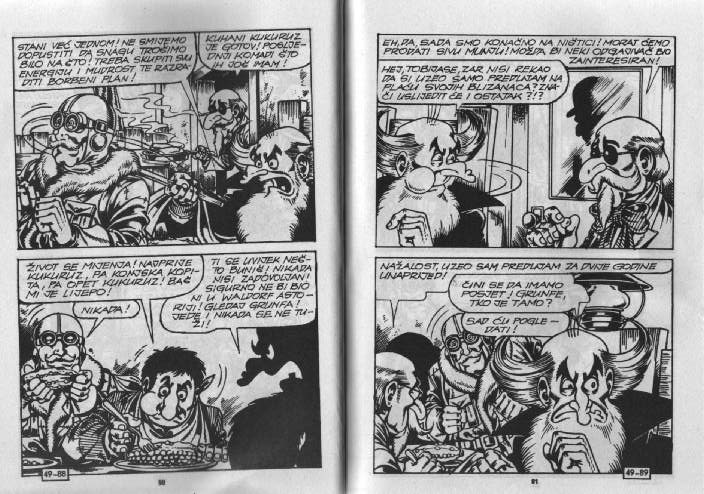 STANI VEĆ JEDNOM! NE SMIJEMO
DOPUSTITI DA SNAGU TROŠIMO
BILO NA ŠTO! TREBA SKUPITI SVU
ENERGIJU I MUDROST, TE RAZRA-
DITI BORBENI PLAN!
KUHANI KUKURUZ
JE GOTOV! POSLJE-
DNJI KOMADI ŠTO
IH JOŠ IMAM!
ŽIVOT SE MIJENJA! NAJPRIJE
KUKURUZ, PA KONJSKA KOPI-
TA, PA OPET KUKURUZ! BAŠ
MI JE LIJEPO!
NIKADA!
TI SE UVIJEK NEŠ-
TO BUNIŠ! NIKADA
NISI ZADOVOLJAN!
SIGURNO NE BI BIO
NI U WALDORF ASTO-
RIJI! GLEDAJ GRUNFA!
JEDE I NIKADA SE NE TU-
ŽI!
49-88
90
EH, DA, SADA SMO KONAČNO NA NIŠTICI! MORAT ĆEMO
PRODATI SIVU MUNJU! MOŽDA BI NEKI ODGAJIVAČ BIO
ZAINTERESIRAN!
HEJ, TOBIJASE, ZAR NISI REKAO
DA SI UZEO SAMO PREDUJAM NA
PLAĆU SVOJIH BLIZANACA? ZNA-
ČI USLIJEDIT ĆE I OSTATAK?!?
NAŽALOST, UZEO SAM PREDUJAM ZA DVIJE GODINE
UNAPRIJED!
ČINI SE DA IMAMO
POSJET! GRUNFE,
TKO JE TAMO?
SAD ĆU POGLE-
DATI!
91
49-89